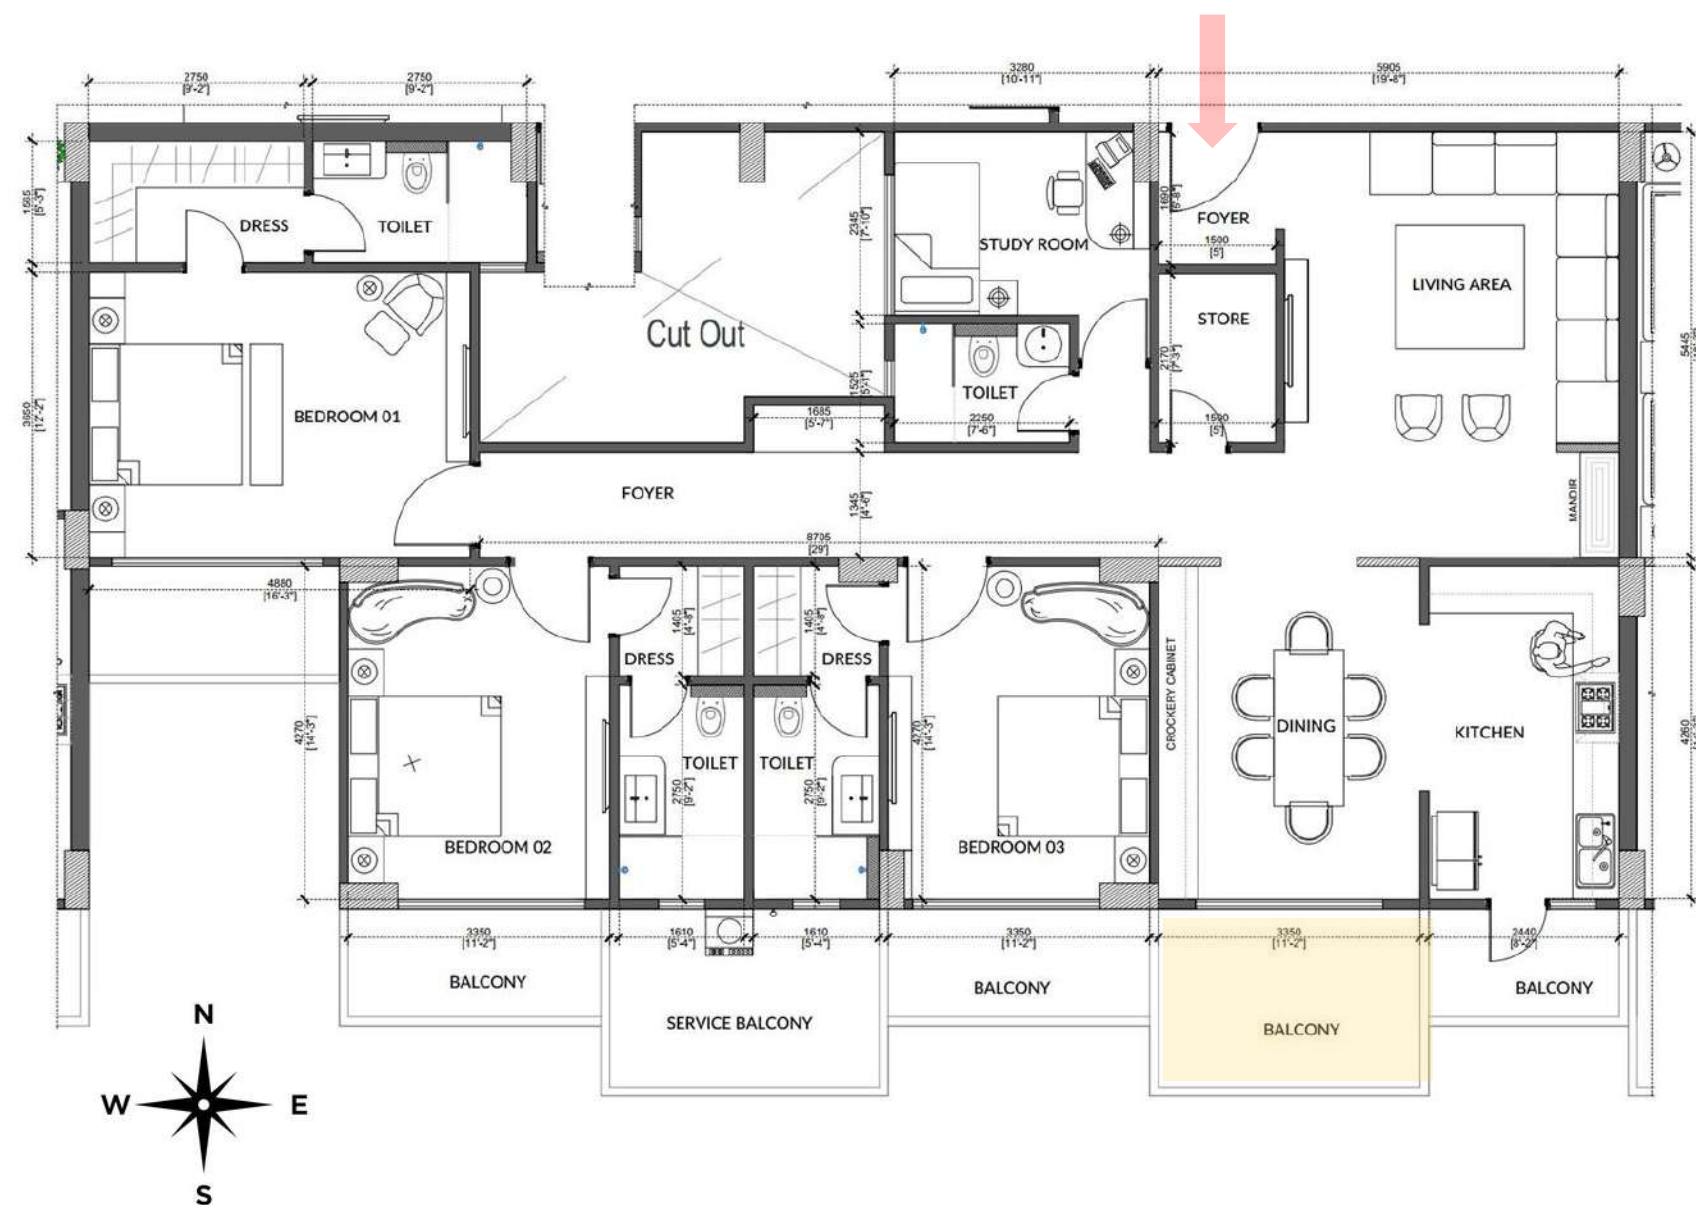 2750
[9'-2"]
2750
[9'-2"]
3280
[10'-11"]
5905
[19'-8"]
1565
[5'-3"]
DRESS
TOILET
2345
[7'-10"]
STUDY ROOM
1690
[5'-8"]
FOYER
1500
[5']
LIVING AREA
Cut Out
STORE
2170
[7'-3"]
5445
3650
[12'-2"]
BEDROOM 01
1685
[5'-7"]
1525
[5'-1"]
TOILET
2250
[7'-6"]
1500
[5']
FOYER
1345
[4'-6"]
MANDIR
8705
[29']
4880
[16'-3"]
1405
[4'-8"]
1405
[4'-8"]
DRESS
DRESS
CROCKERY CABINET
4270
[14'-3"]
4270
[14'-3"]
DINING
KITCHEN
4260
TOILET
TOILET
2750
[9'-2"]
2750
[9'-2"]
BEDROOM 02
BEDROOM 03
3350
[11'-2"]
1610
[5'-4"]
1610
[5'-4"]
3350
[11'-2"]
3350
[11'-2"]
2440
[8'-2"]
BALCONY
SERVICE BALCONY
BALCONY
BALCONY
BALCONY
N
W
E
S